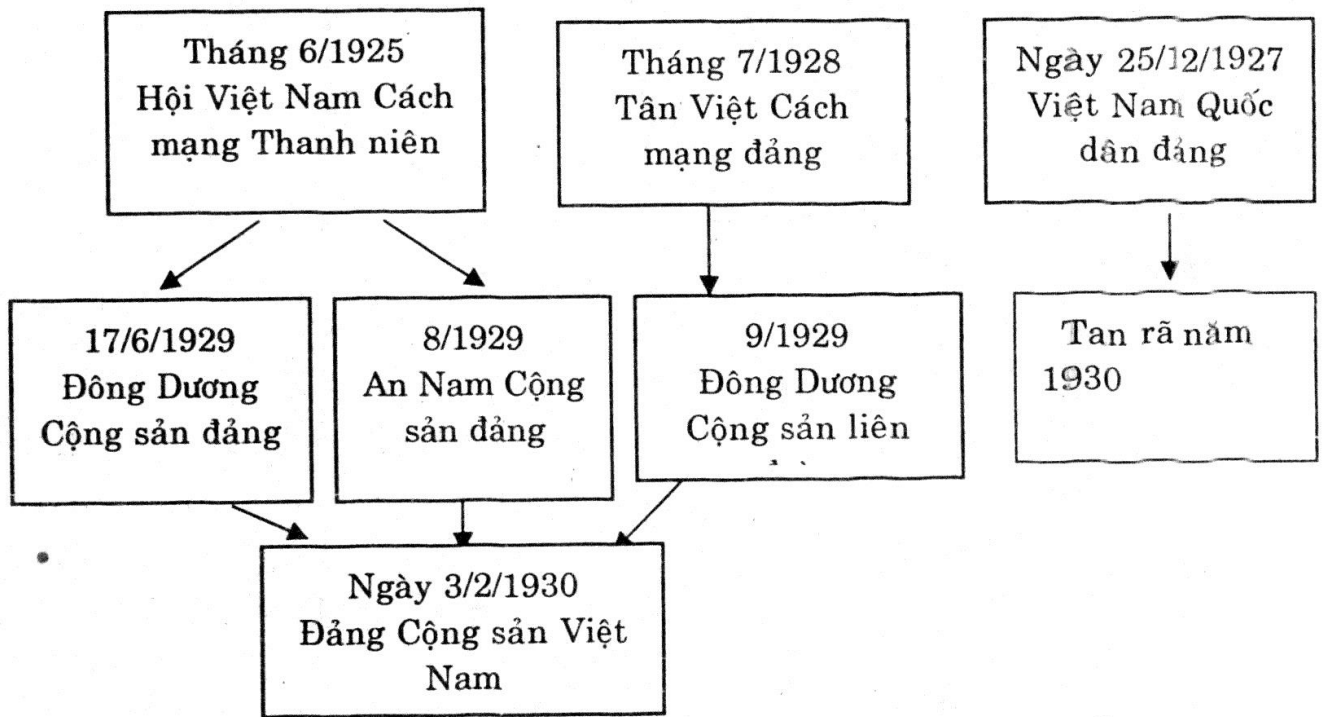 Tháng 6/1925
Hội Việt Nam Cách
mạng Thanh niên
Tháng 7/1928
Tân Việt Cách
mạng đảng
Ngày 25/12/1927
Việt Nam Quốc
dân đảng
17/6/1929
Đông Dương
Cộng sản đảng
8/1929
An Nam Cộng
sản đảng
9/1929
Đông Dương
Cộng sản liên
Tan rã năm
1930
Ngày 3/2/1930
Đảng Cộng sản Việt
Nam